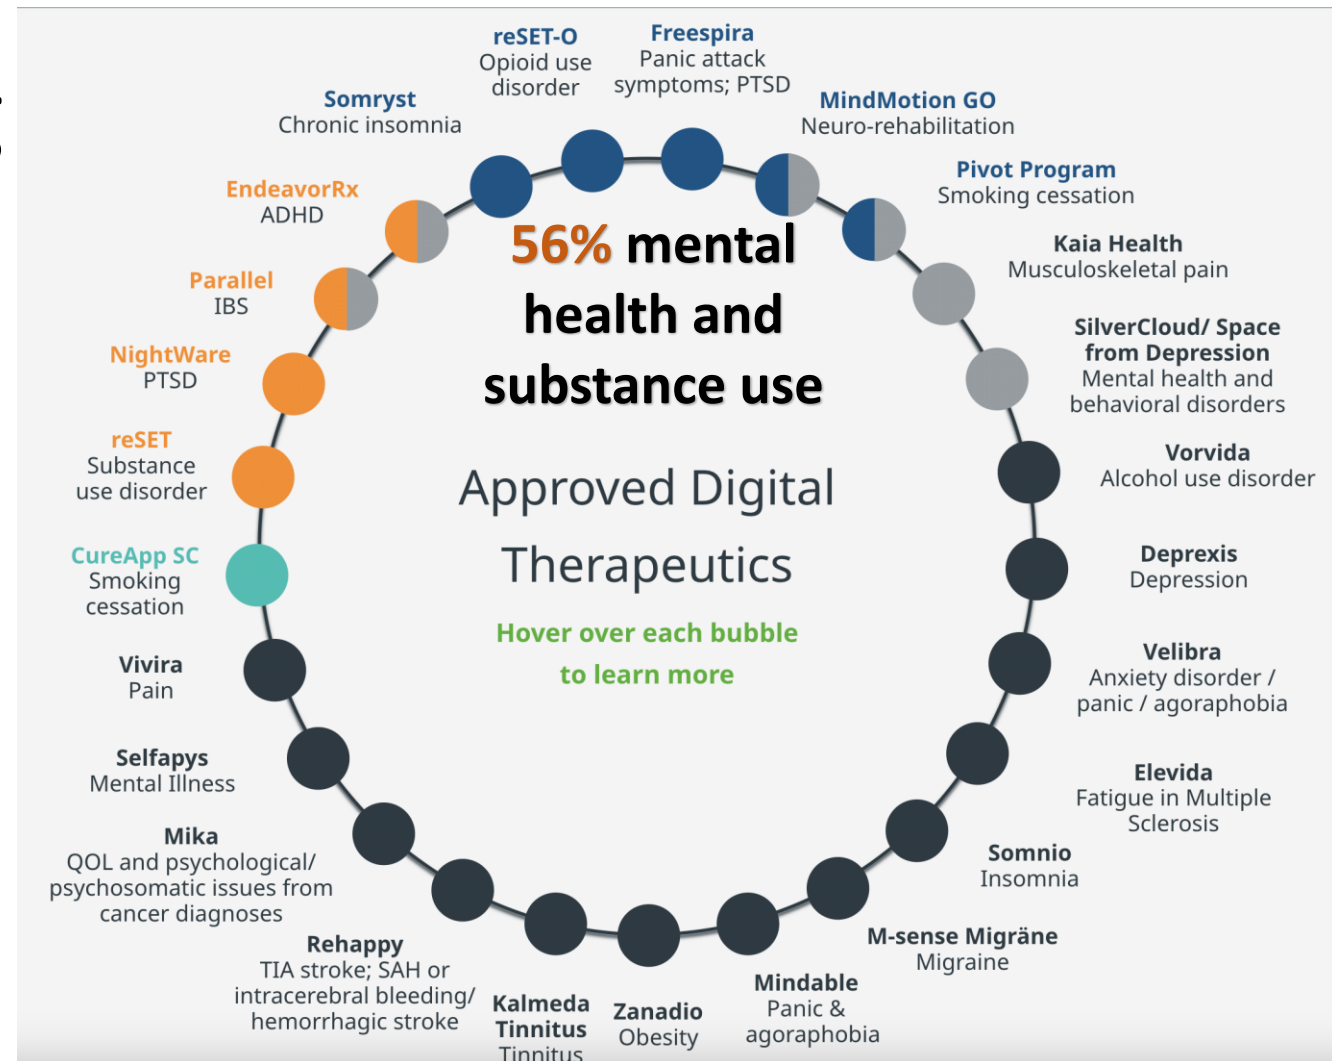 reSET-O
Opioid use
disorder
Freespira
Panic attack
symptoms; PTSD
MindMotion GO
Neuro-rehabilitation
Pivot Program
Smoking cessation
Kaia Health
Musculoskeletal pain
SilverCloud/ Space
from Depression
Mental health and
behavioral disorders
Vorvida
Alcohol use disorder
Deprexis
Depression
Velibra
Anxiety disorder /
panic / agoraphobia
Elevida
Fatigue in Multiple
Sclerosis
Somnio
Insomnia
M-sense Migräne
Migraine
Mindable
Panic &
agoraphobia
Zanadio
Obesity
Kalmeda
Tinnitus
Tinnitus
Rehappy
TIA stroke; SAH or
intracerebral bleeding/
hemorrhagic stroke
Mika
QOL and psychological/
psychosomatic issues from
cancer diagnoses
Selfapys
Mental Illness
Vivira
Pain
CureApp SC
Smoking
cessation
reSET
Substance
use disorder
NightWare
PTSD
Parallel
IBS
EndeavorRx
ADHD
Somryst
Chronic insomnia
56% mental
health and
substance use
Approved Digital
Therapeutics
Hover over each bubble
to learn more